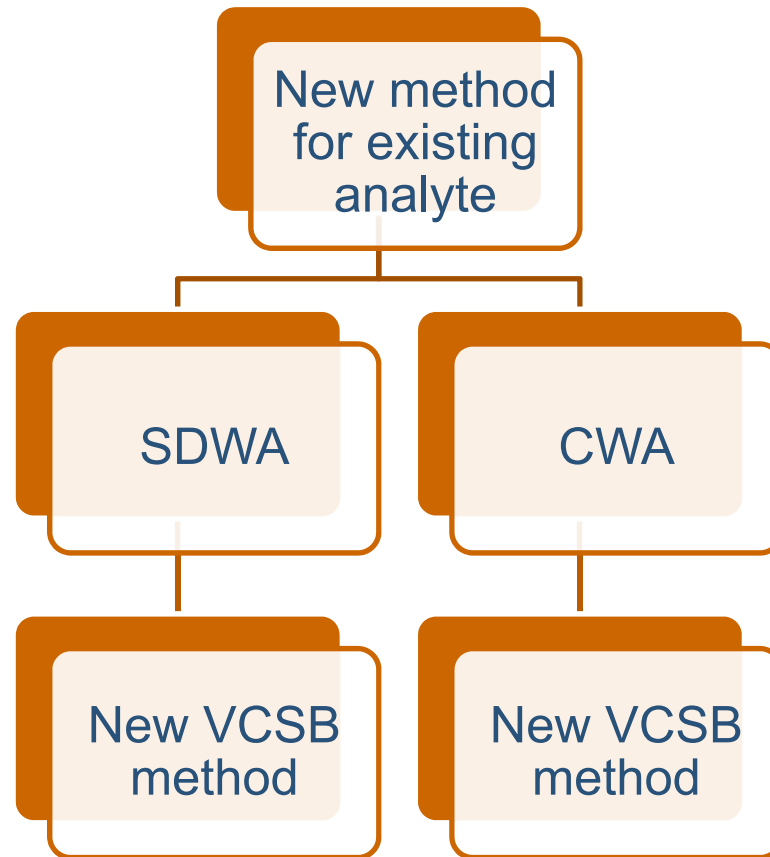 New method
for existing
analyte
SDWA
CWA
New VCSB
method
New VCSB
method